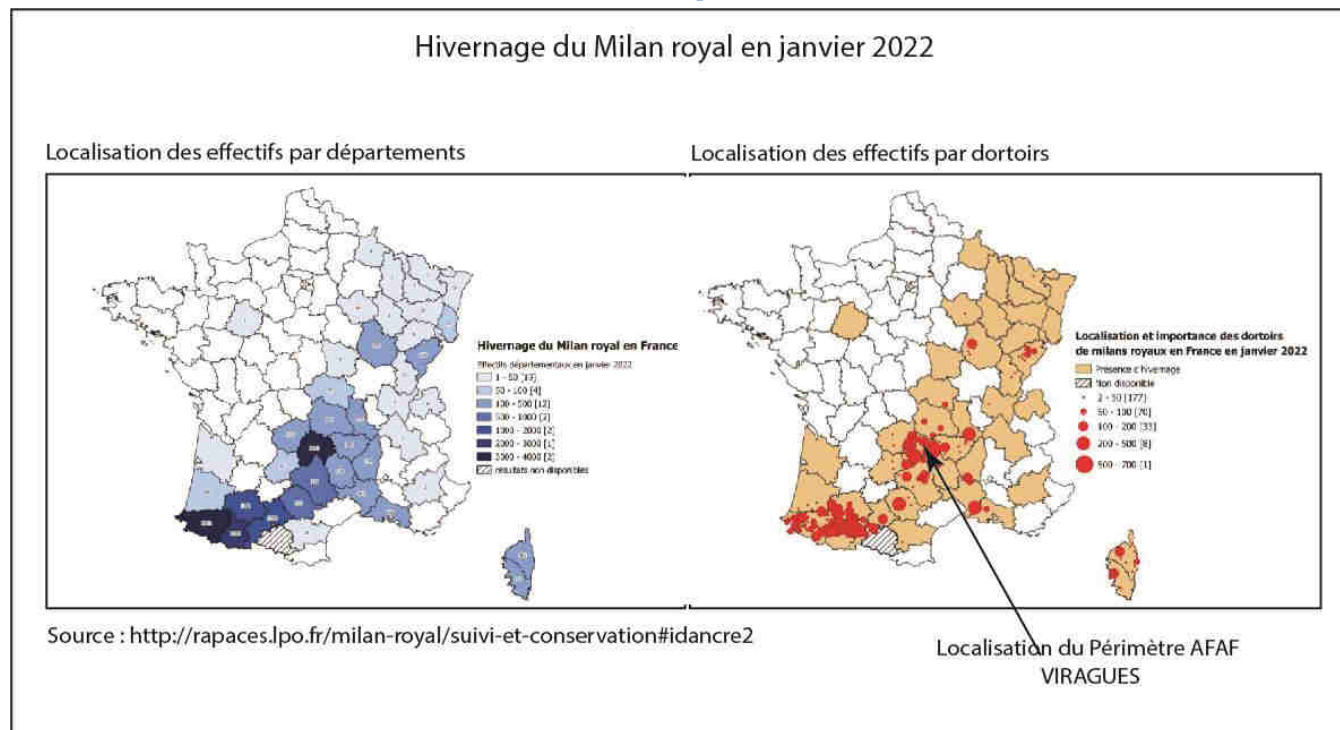 Hivernage du Milan royal en janvier 2022
Localisation des effectifs par départements
Localisation des effectifs par dortoirs
Hivernage du Milan royal en France
Effectifs départementaux en janvier 2022
1 - 50 [19]
50 - 100 [4]
100 - 500 [12]
500 - 1000 [2]
1000 - 2000 [2]
2000 - 3000 [1]
3000 - 4000 [2]
résultats non disponibles
Localisation et importance des dortoirs
de milans royaux en France en janvier 2022
Présence d'hivernage
Non disponible
2 - 50 [177]
50 - 100 [70]
100 - 200 [33]
200 - 500 [8]
500 - 700 [1]
Source : http://rapaces.lpo.fr/milan-royal/suivi-et-conservation#idancre2
Localisation du Périmètre AFAF
VIRAGUES